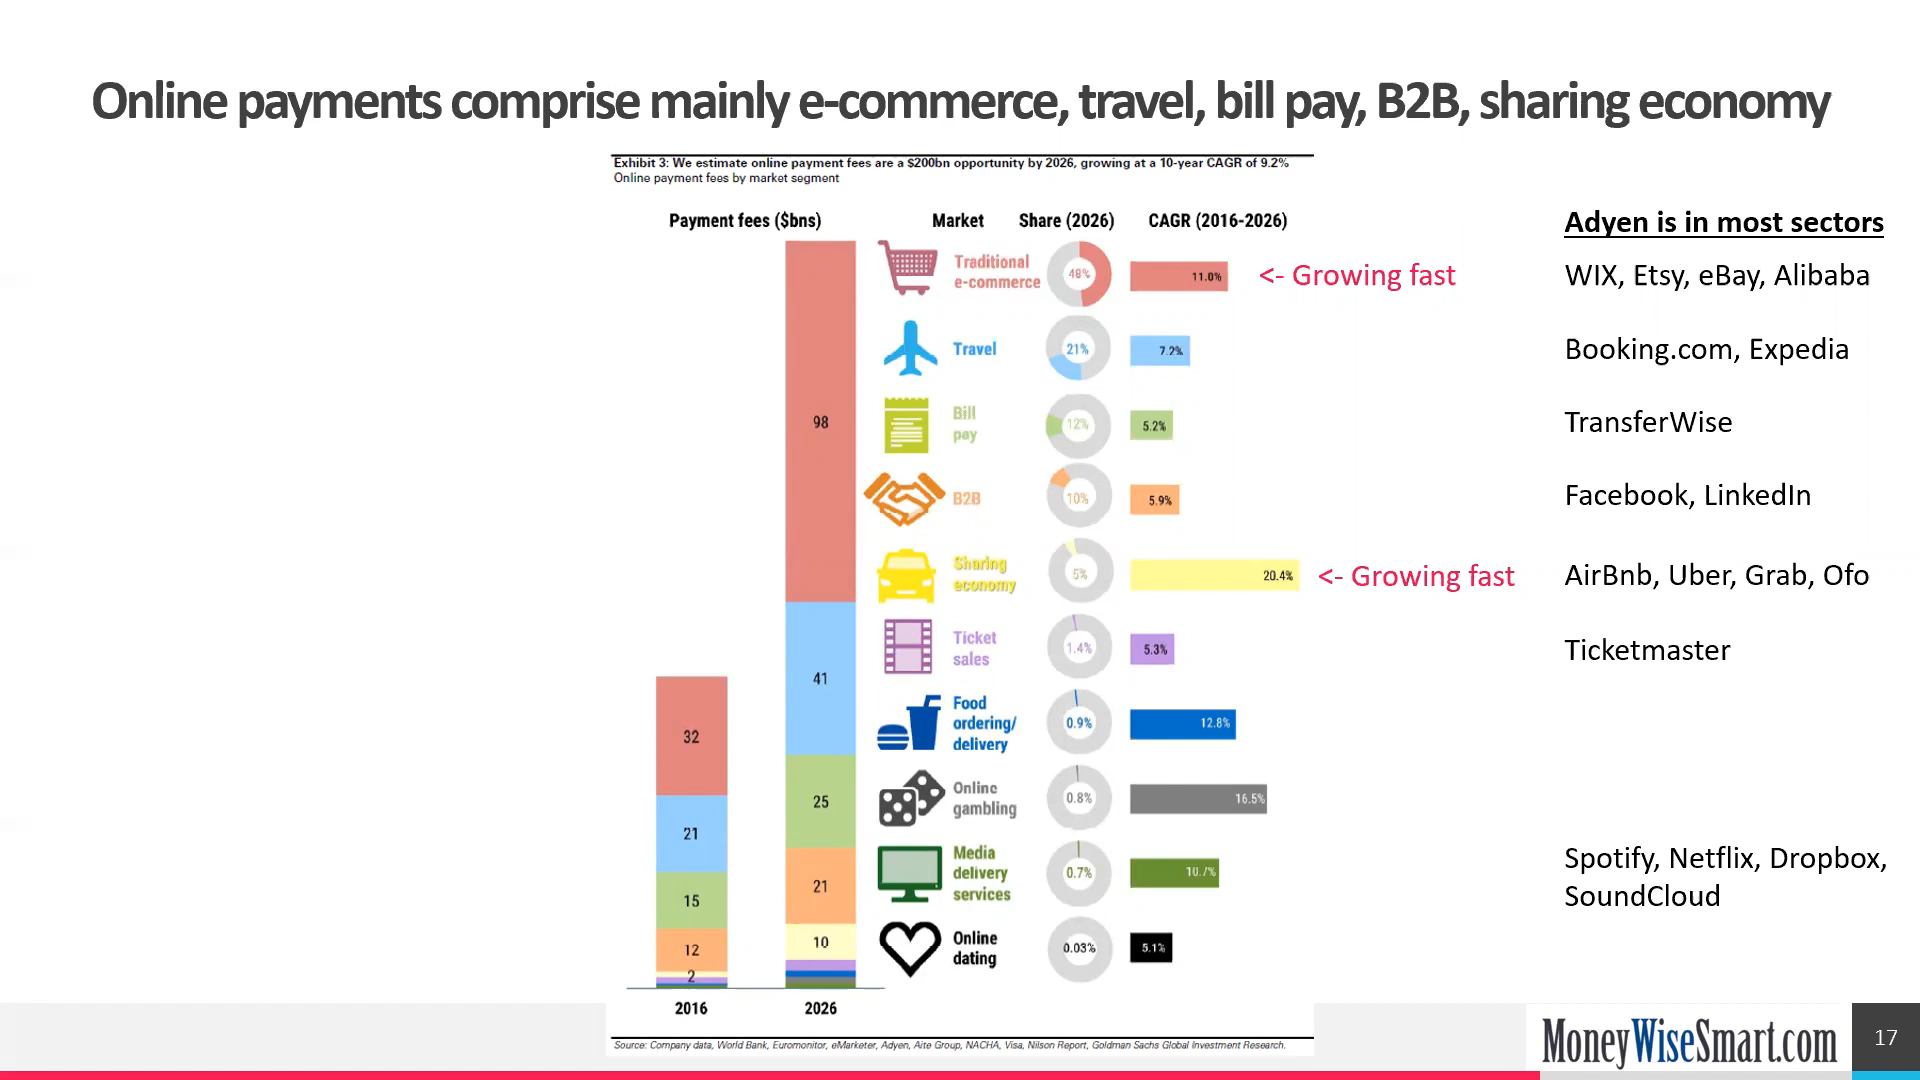 Online payments comprise mainly e-commerce, travel, bill pay, B2B, sharing economy
Exhibit 3: We estimate online payment fees are a $200bn opportunity by 2026, growing at a 10-year CAGR of 9.2%
Online payment fees by market segment
Payment fees ($bns)
Market
Share (2026)
CAGR (2016-2026)
Adyen is in most sectors
Traditional
e-commerce
48%
11.0%
<- Growing fast
WIX, Etsy, eBay, Alibaba
Travel
21%
7.2%
Booking.com, Expedia
Bill
pay
12%
5.2%
TransferWise
B2B
10%
5.9%
Facebook, LinkedIn
Sharing
economy
5%
20.4%
<- Growing fast
AirBnb, Uber, Grab, Ofo
Ticket
sales
1.4%
5.3%
Ticketmaster
Food
ordering/
delivery
0.9%
12.8%
Online
gambling
0.8%
16.5%
Media
delivery
services
0.7%
10.7%
Spotify, Netflix, Dropbox,
SoundCloud
Online
dating
0.03%
5.1%
32
21
15
12
2
2016
98
41
25
21
10
2026
Source: Company data, World Bank, Euromonitor, eMarketer, Adyen, Aite Group, NACHA, Visa, Nilson Report, Goldman Sachs Global Investment Research.
MoneyWiseSmart.com
17